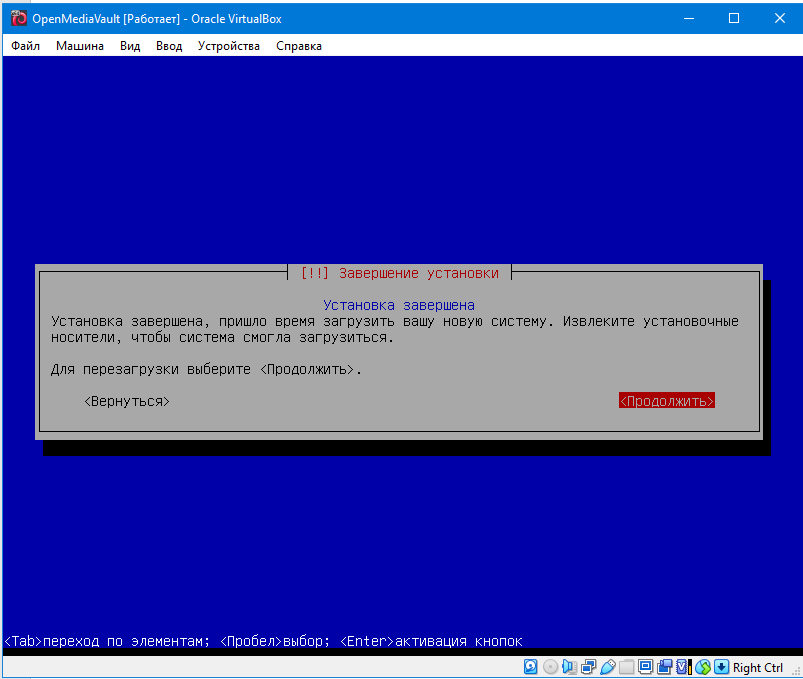 OpenMediaVault [Работает] - Oracle VirtualBox
Файл Машина Вид Ввод Устройства Справка
[!!] Завершение установки
Установка завершена
Установка завершена, пришло время загрузить вашу новую систему. Извлеките установочные
носители, чтобы система смогла загрузиться.
Для перезагрузки выберите <Продолжить>.
<Вернуться> <Продолжить>
<Tab>переход по элементам; <Пробел>выбор; <Enter>активация кнопок
Right Ctrl